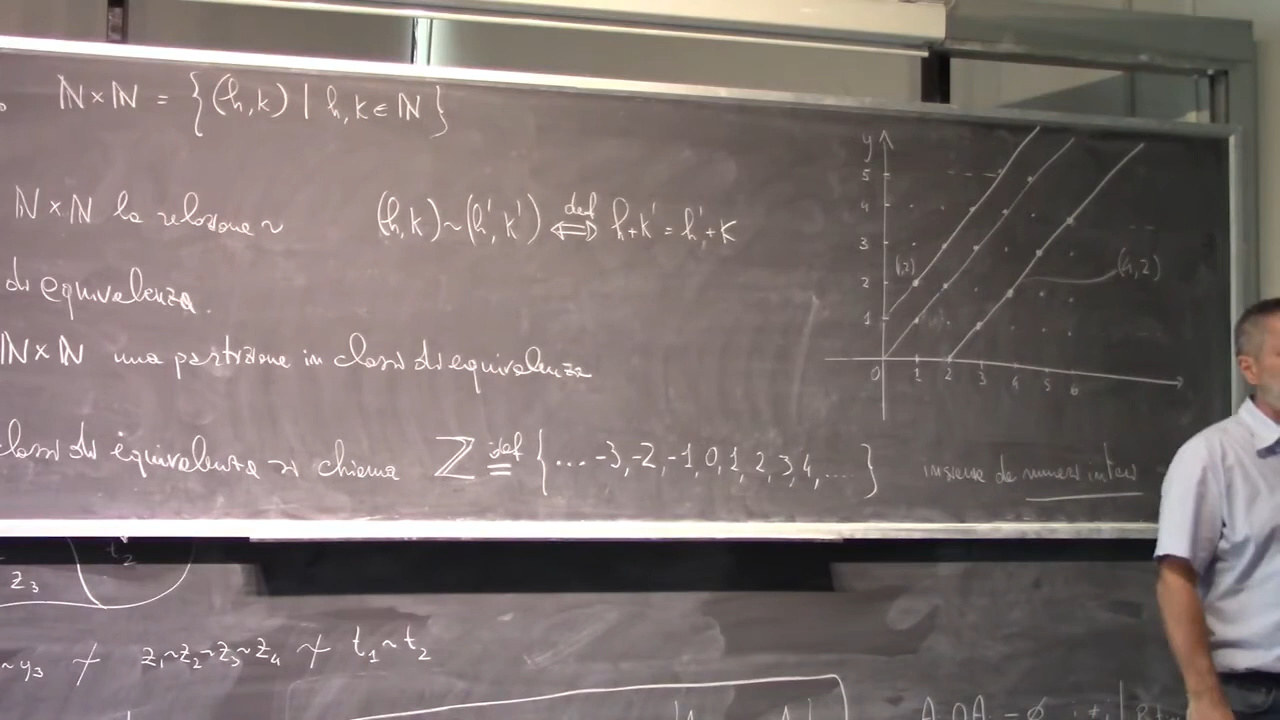 ℕ×ℕ = {(h,k) | h,k ∈ ℕ}
ℕ×ℕ la relazione ~ (h,k)~(h',k') ⟺ def h+k' = h'+k
di equivalenza.
ℕ×ℕ una partizione in classi di equivalenza
classi di equivalenza si chiama ℤ def = {... -3, -2, -1, 0, 1, 2, 3, 4, ....} insieme dei numeri interi
y
5
4
3
2
1
(1,2)
(4,2)
0 1 2 3 4 5 6
t₂
z₃
~y₃ ≁ z₁~z₂~z₃~z₄ ≁ t₁~t₂